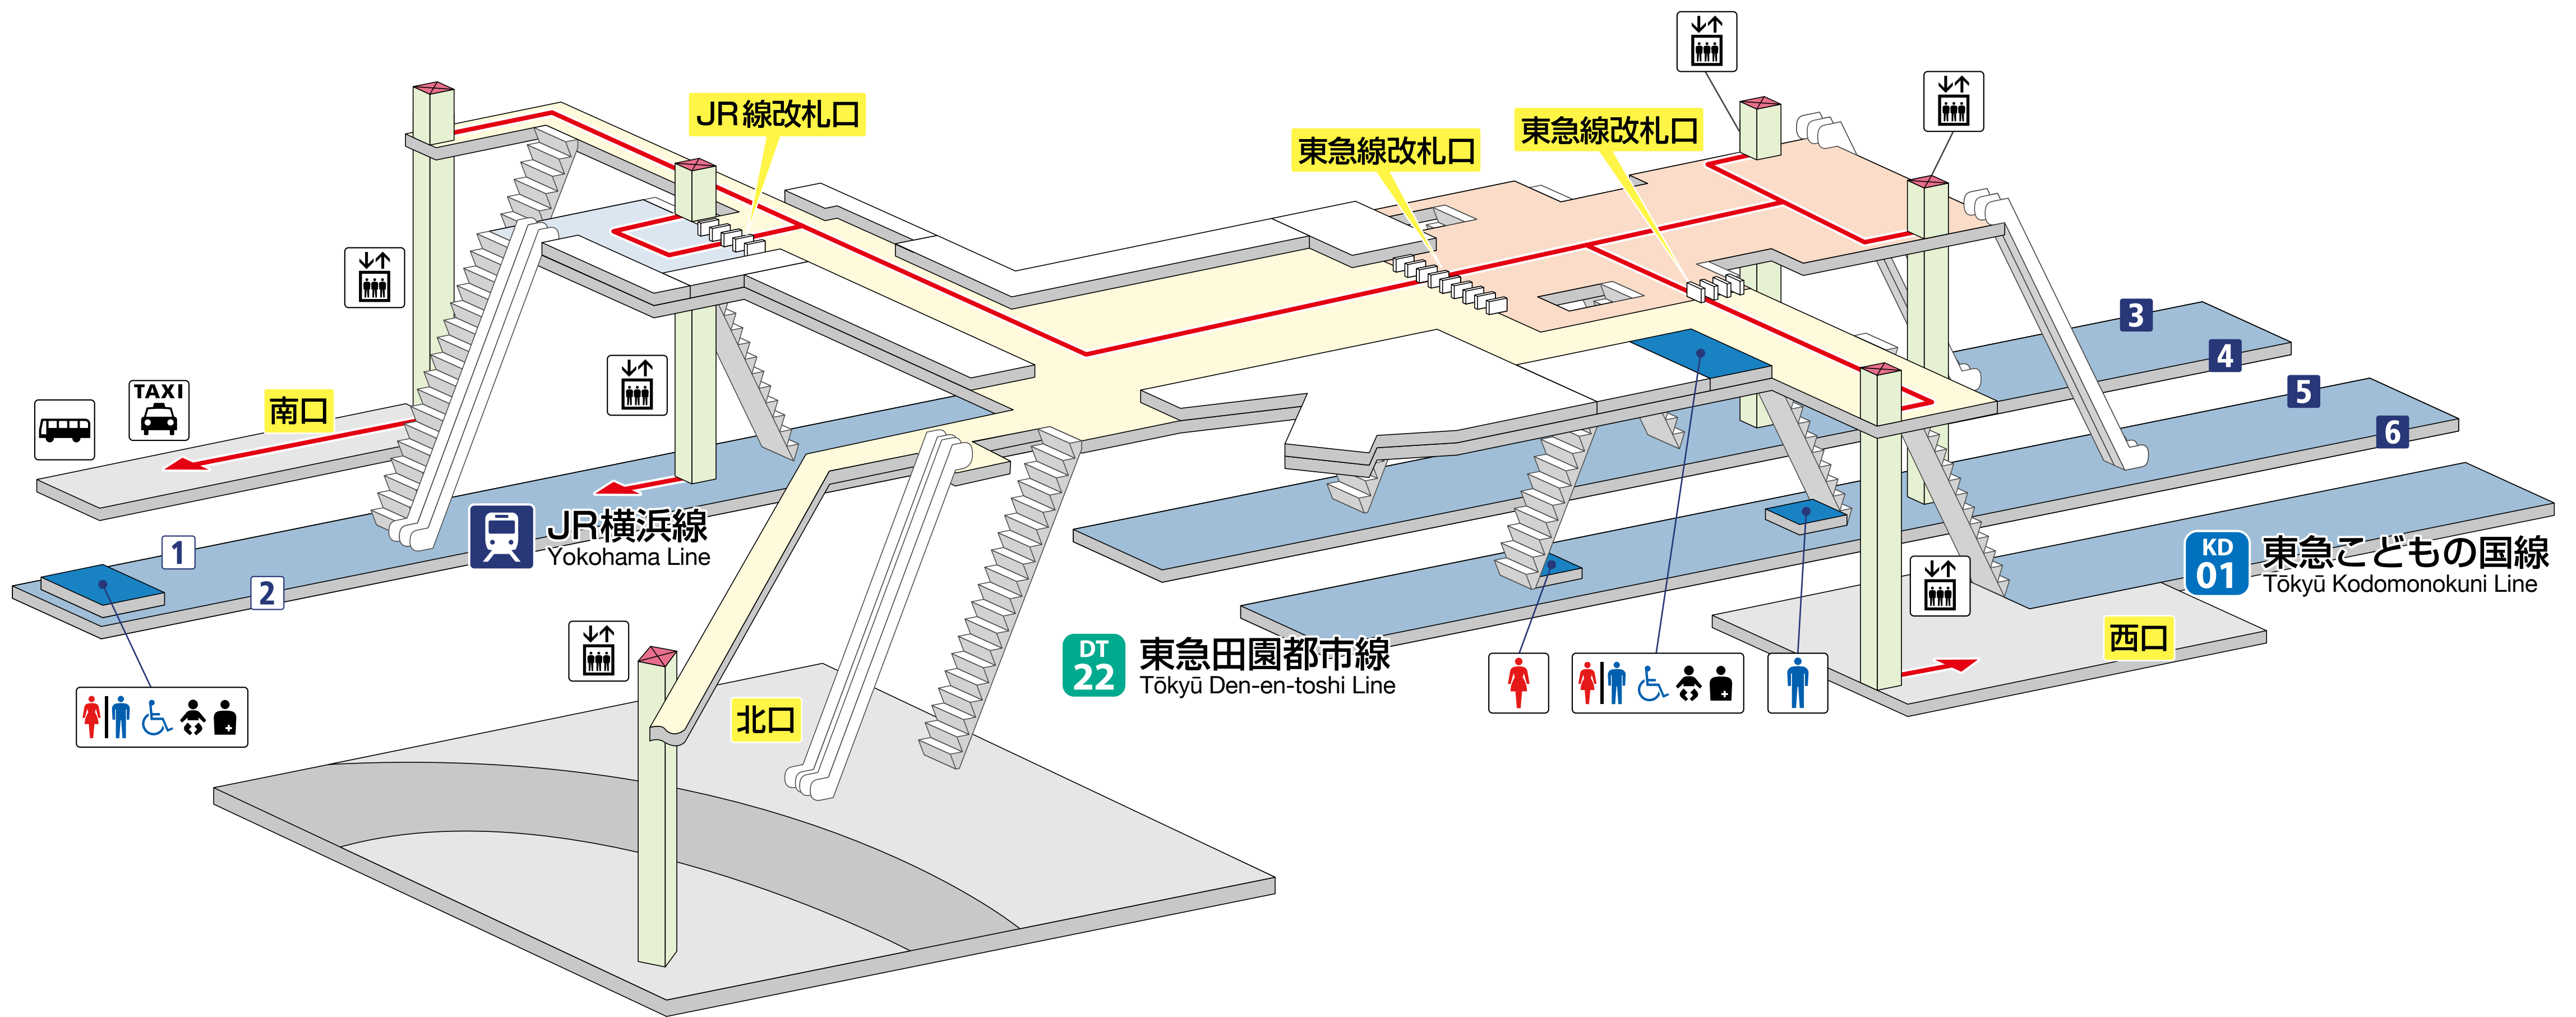 JR線改札口
東急線改札口
東急線改札口
TAXI
南口
3
4
5
6
1
2
JR横浜線
Yokohama Line
KD
01
東急こどもの国線
Tōkyū Kodomonokuni Line
DT
22
東急田園都市線
Tōkyū Den-en-toshi Line
西口
北口